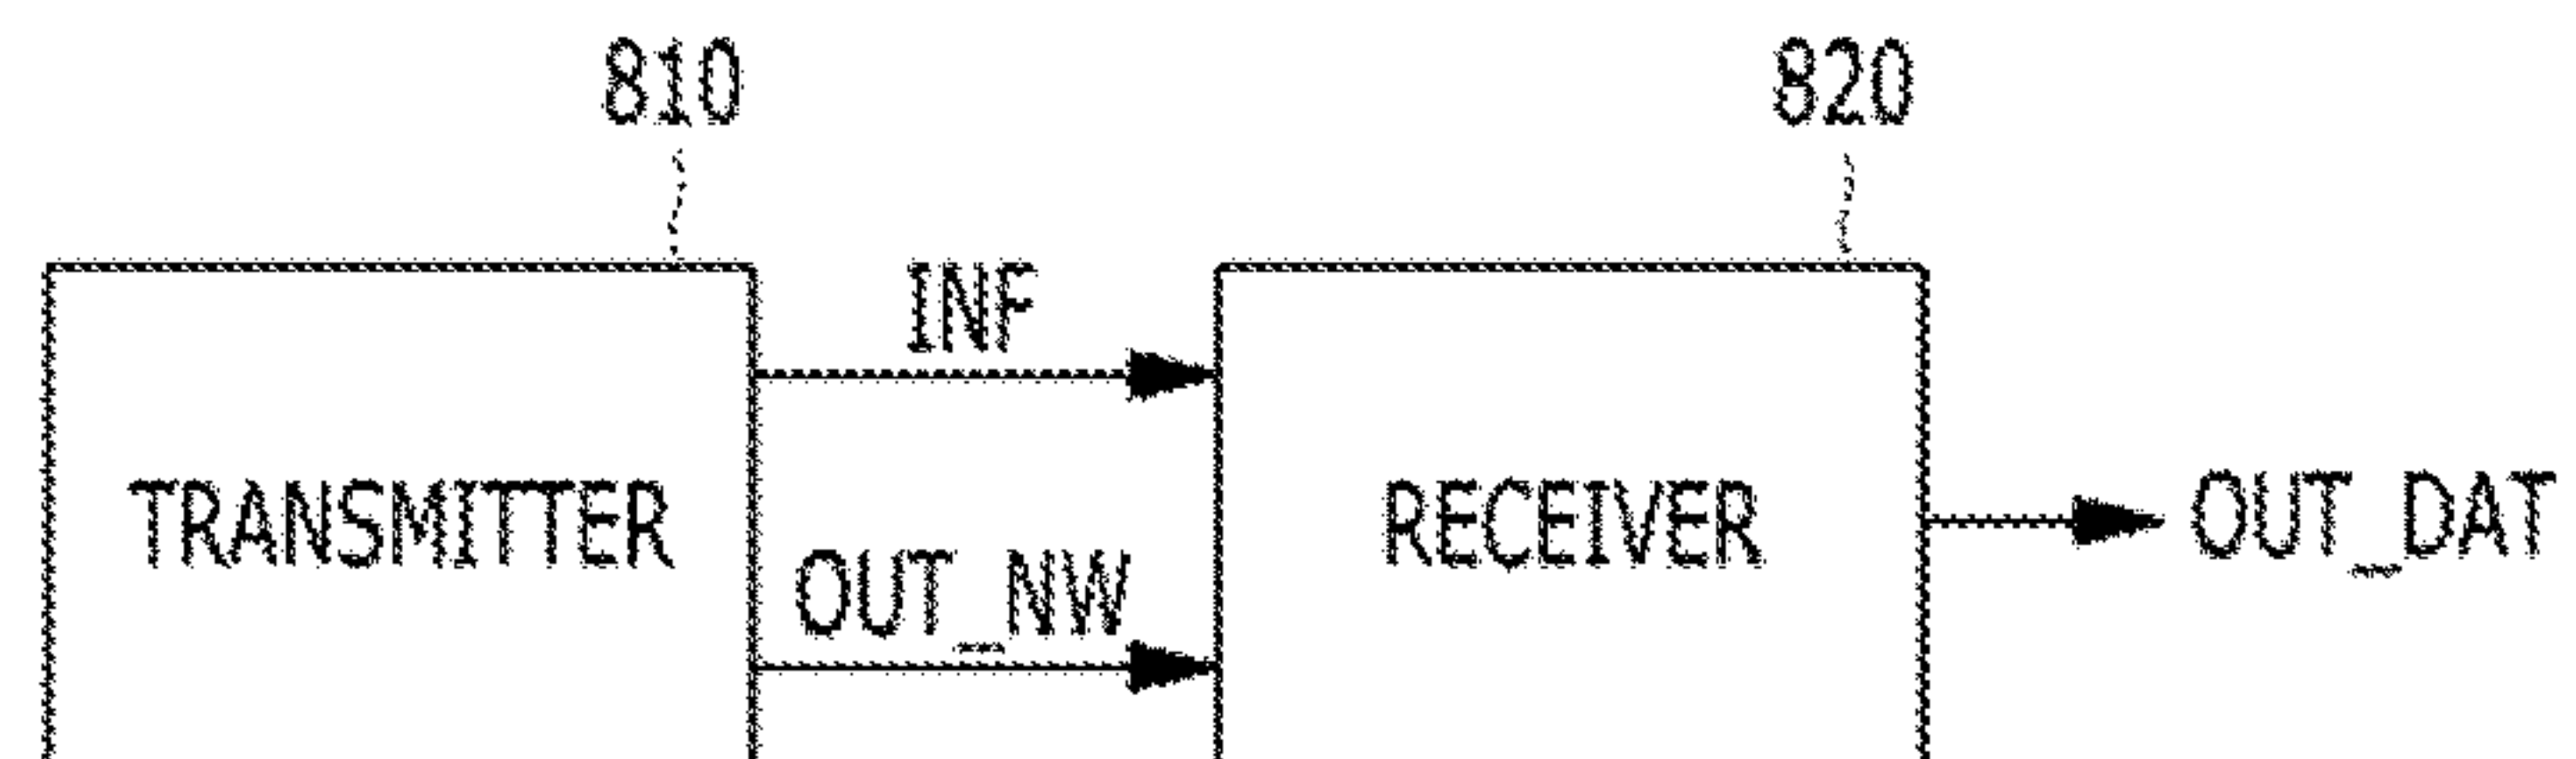 810
820
INF
TRANSMITTER
RECEIVER
OUT_DAT
OUT_NW